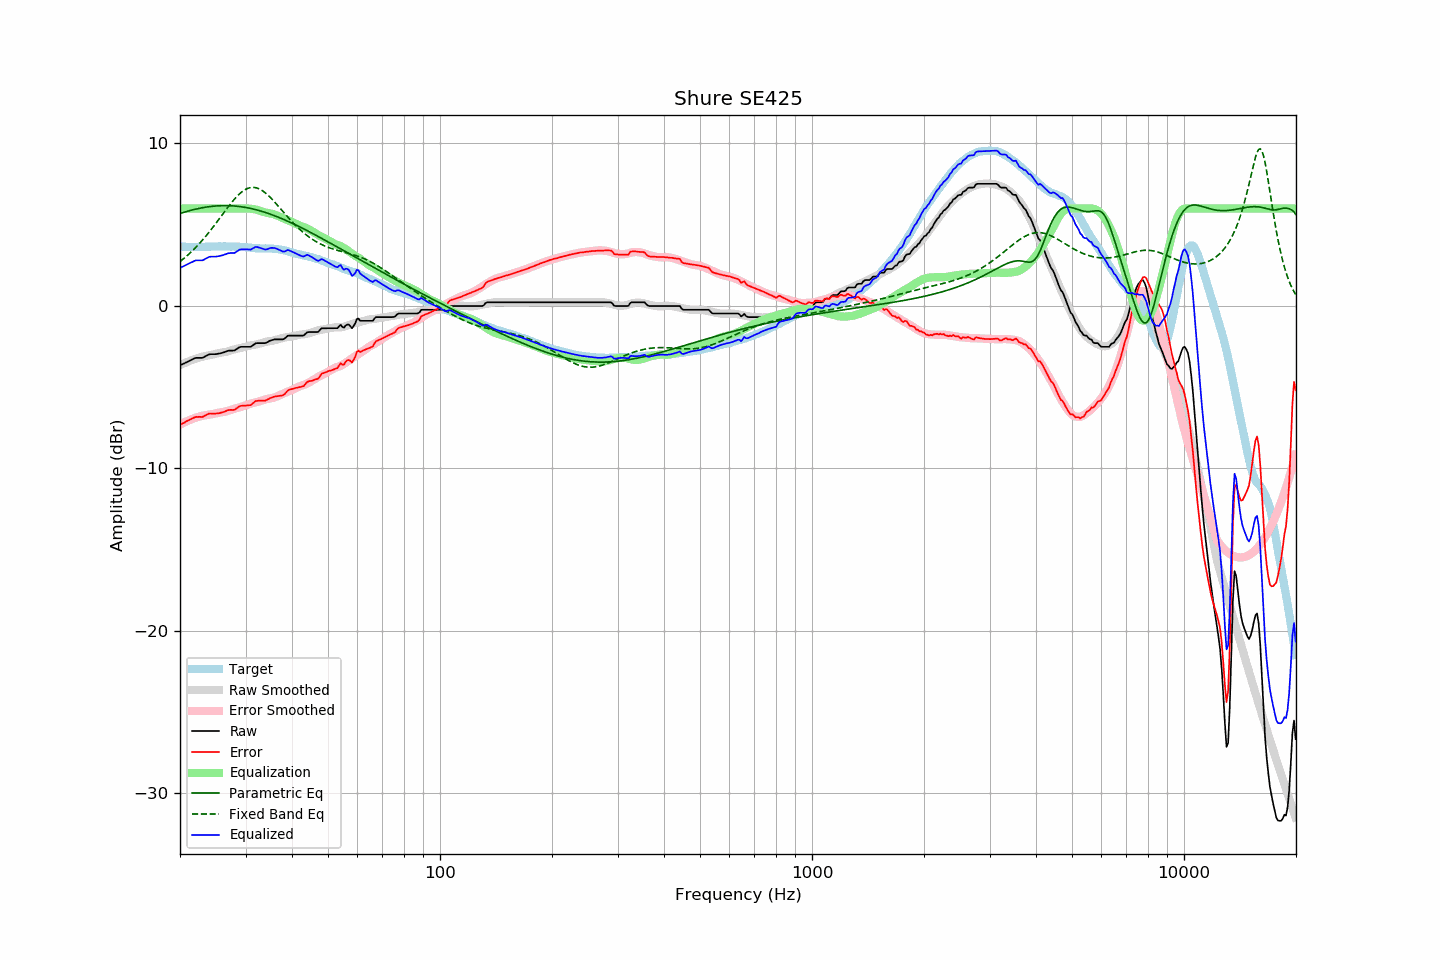 Shure SE425
10
0
−10
−20
−30
Amplitude (dBr)
Target
Raw Smoothed
Error Smoothed
Raw
Error
Equalization
Parametric Eq
Fixed Band Eq
Equalized
100
1000
10000
Frequency (Hz)